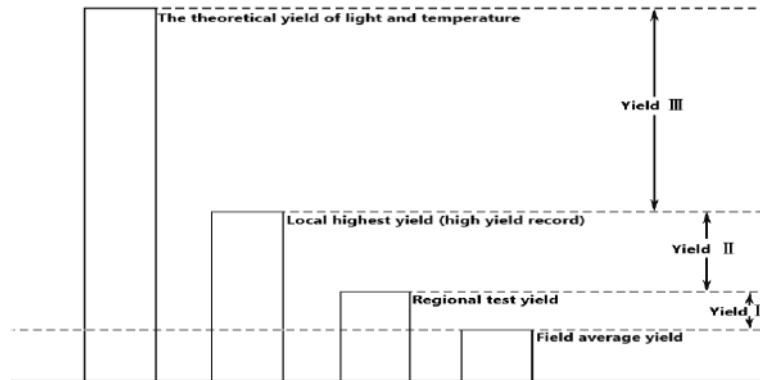 The theoretical yield of light and temperature
Yield Ⅲ
Local highest yield (high yield record)
Yield Ⅱ
Regional test yield
Yield Ⅰ
Field average yield